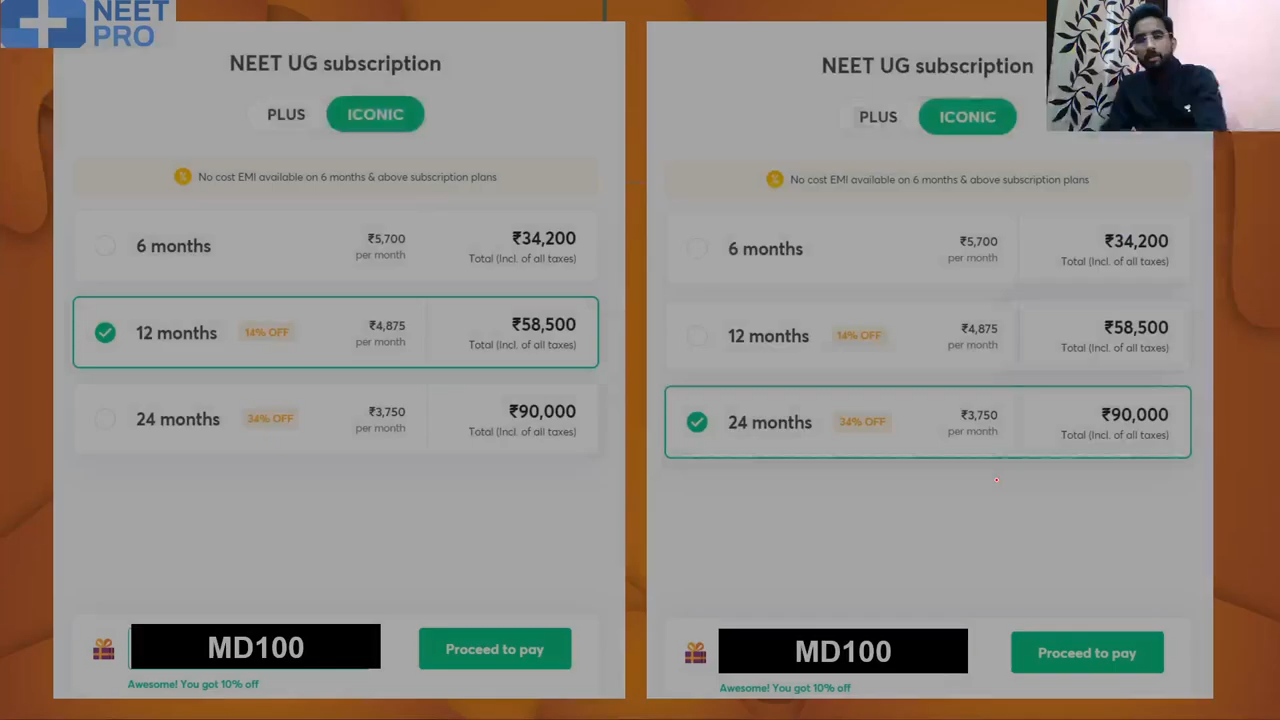 NEET
PRO
NEET UG subscription
PLUS
ICONIC
No cost EMI available on 6 months & above subscription plans
6 months
₹5,700
per month
₹34,200
Total (Incl. of all taxes)
12 months
14% OFF
₹4,875
per month
₹58,500
Total (Incl. of all taxes)
24 months
34% OFF
₹3,750
per month
₹90,000
Total (Incl. of all taxes)
MD100
Proceed to pay
Awesome! You got 10% off
NEET UG subscription
PLUS
ICONIC
No cost EMI available on 6 months & above subscription plans
6 months
₹5,700
per month
₹34,200
Total (Incl. of all taxes)
12 months
14% OFF
₹4,875
per month
₹58,500
Total (Incl. of all taxes)
24 months
34% OFF
₹3,750
per month
₹90,000
Total (Incl. of all taxes)
MD100
Proceed to pay
Awesome! You got 10% off